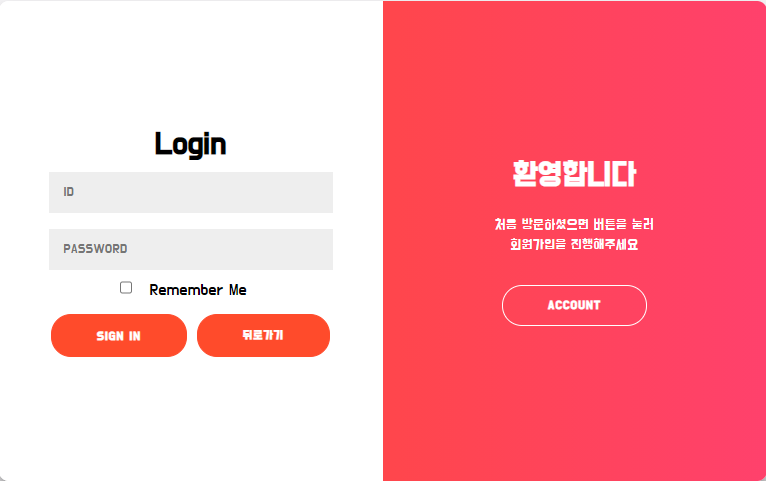 Login
ID
PASSWORD
Remember Me
SIGN IN
뒤로가기
환영합니다
처음 방문하셨으면 버튼을 눌러
회원가입을 진행해주세요
ACCOUNT